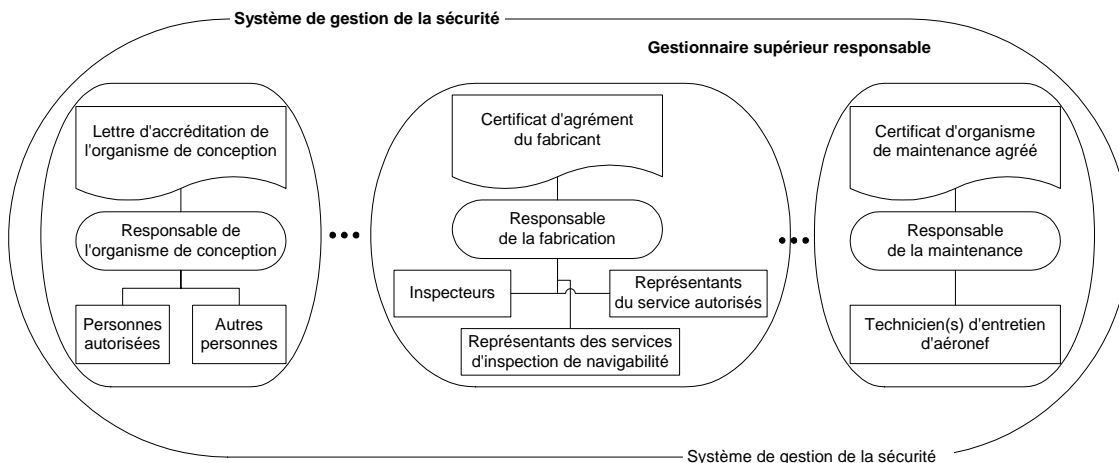 Système de gestion de la sécurité
Gestionnaire supérieur responsable
Lettre d'accréditation de
l'organisme de conception
Responsable de
l'organisme de conception
Personnes
autorisées
Autres
personnes
Certificat d'agrément
du fabricant
Responsable
de la fabrication
Inspecteurs
Représentants
du service autorisés
Représentants des services
d'inspection de navigabilité
Certificat d'organisme
de maintenance agréé
Responsable
de la maintenance
Technicien(s) d'entretien
d'aéronef
Système de gestion de la sécurité